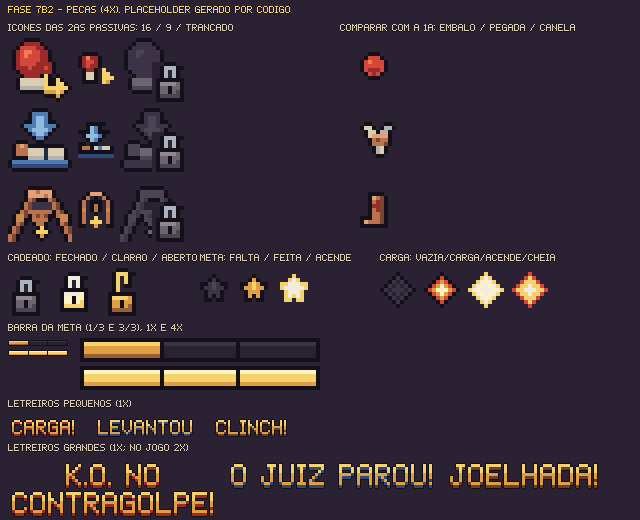 FASE 7B2 - PECAS (4X). PLACEHOLDER GERADO POR CODIGO
ICONES DAS 2AS PASSIVAS: 16 / 9 / TRANCADO
COMPARAR COM A 1A: EMBALO / PEGADA / CANELA
CADEADO: FECHADO / CLARAO / ABERTO
META: FALTA / FEITA / ACENDE
CARGA: VAZIA/CARGA/ACENDE/CHEIA
BARRA DA META (1/3 E 3/3), 1X E 4X
LETREIROS PEQUENOS (1X)
CARGA! LEVANTOU CLINCH!
LETREIROS GRANDES (1X; NO JOGO 2X)
K.O. NO
CONTRAGOLPE!
O JUIZ PAROU!
JOELHADA!